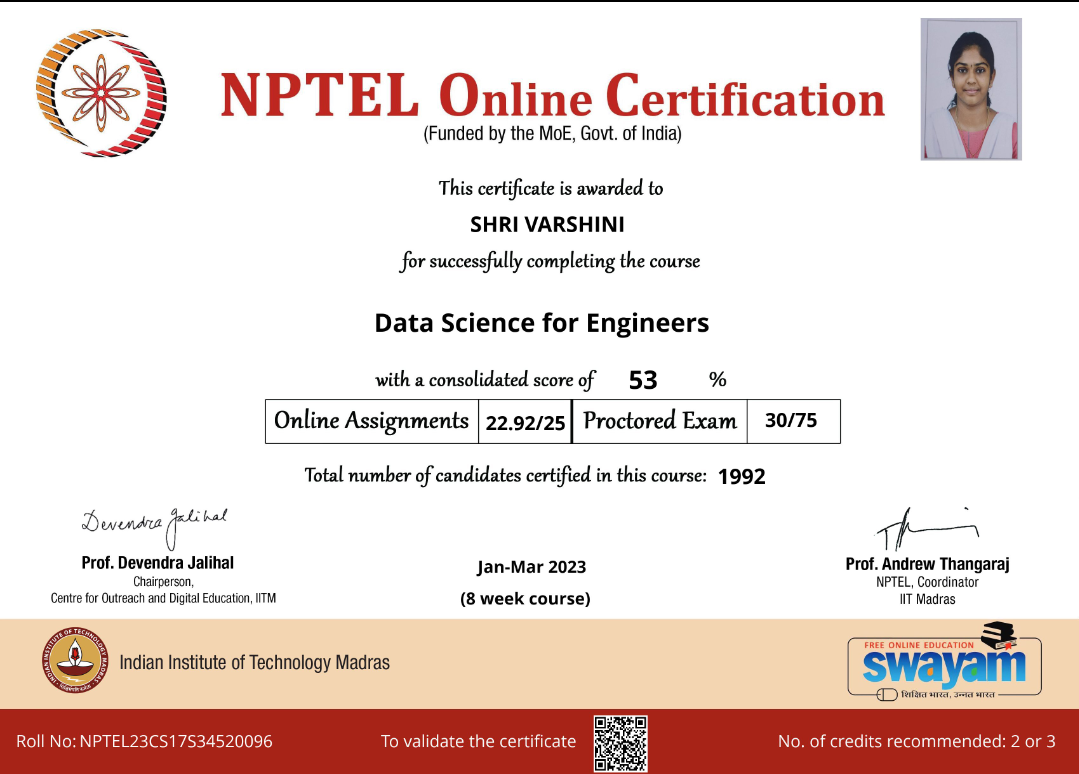 NPTEL Online Certification
(Funded by the MoE, Govt. of India)
This certificate is awarded to
SHRI VARSHINI
for successfully completing the course
Data Science for Engineers
with a consolidated score of 53 %
Online Assignments 22.92/25 Proctored Exam 30/75
Total number of candidates certified in this course: 1992
Devendra Jalihal
Prof. Devendra Jalihal
Chairperson,
Centre for Outreach and Digital Education, IITM
Jan-Mar 2023
(8 week course)
Prof. Andrew Thangaraj
NPTEL, Coordinator
IIT Madras
INDIAN INSTITUTE OF TECHNOLOGY MADRAS
Indian Institute of Technology Madras
FREE ONLINE EDUCATION
swayam
शिक्षित भारत, उन्नत भारत
Roll No: NPTEL23CS17S34520096
To validate the certificate
No. of credits recommended: 2 or 3